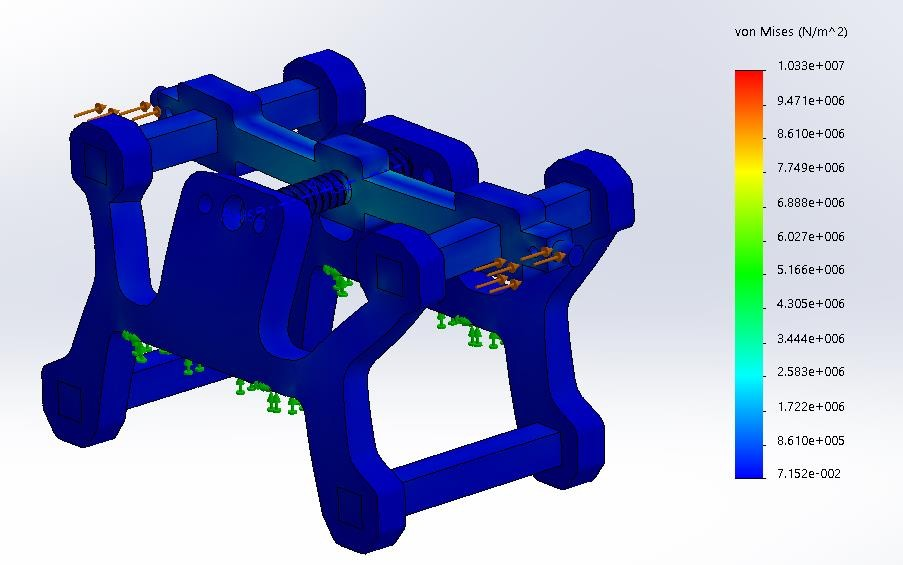 von Mises (N/m^2)
1.033e+007
9.471e+006
8.610e+006
7.749e+006
6.888e+006
6.027e+006
5.166e+006
4.305e+006
3.444e+006
2.583e+006
1.722e+006
8.610e+005
7.152e-002